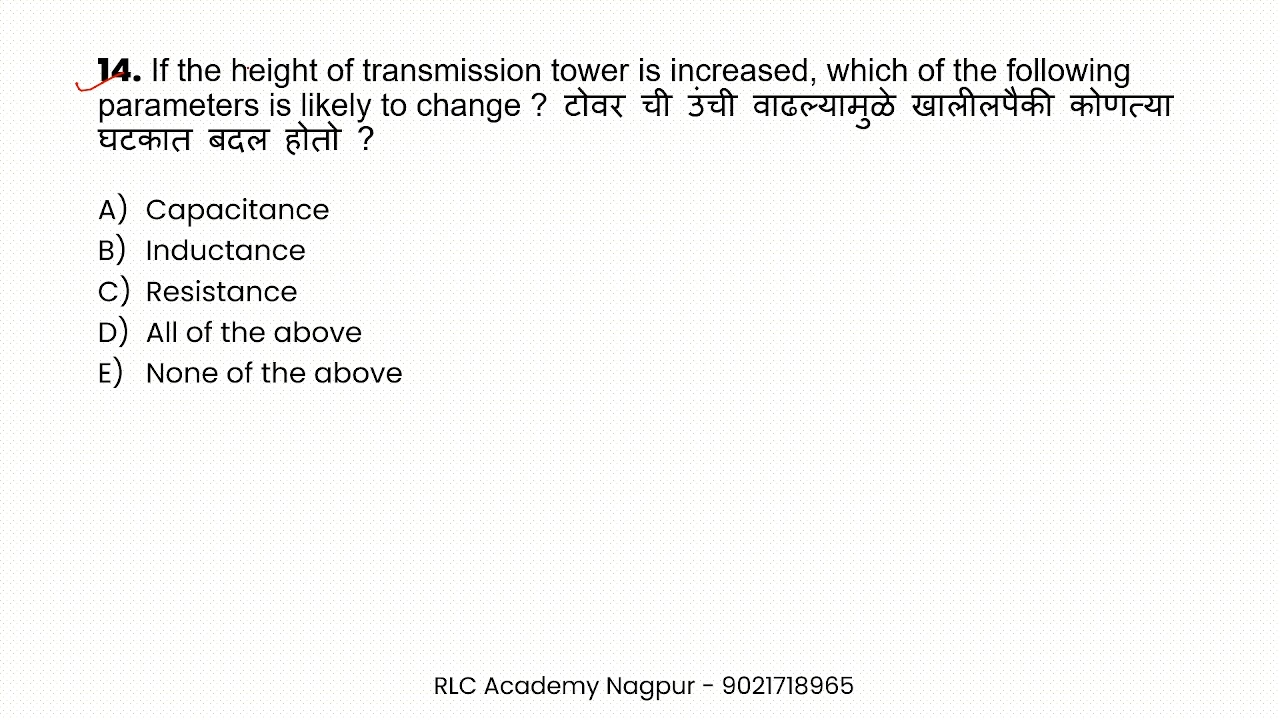 14. If the height of transmission tower is increased, which of the following
parameters is likely to change ? टोवर ची उंची वाढल्यामुळे खालीलपैकी कोणत्या
घटकात बदल होतो ?
A) Capacitance
B) Inductance
C) Resistance
D) All of the above
E) None of the above
RLC Academy Nagpur - 9021718965